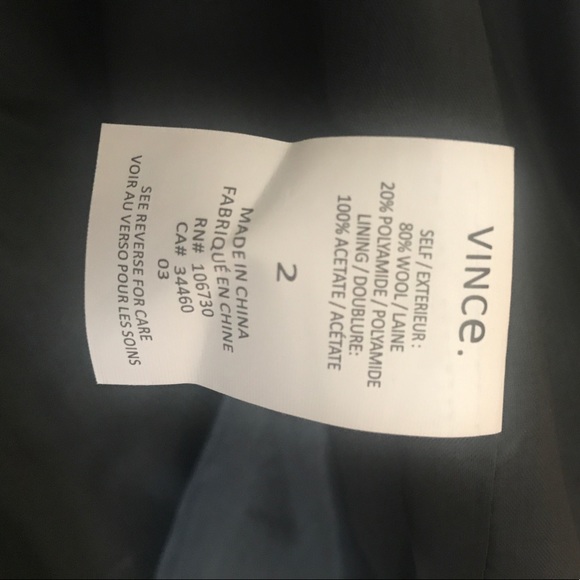 VINCe.
SELF / EXTERIEUR :
80% WOOL / LAINE
20% POLYAMIDE / POLYAMIDE
LINING / DOUBLURE:
100% ACETATE / ACÉTATE
2
MADE IN CHINA
FABRIQUÉ EN CHINE
RN# 106730
CA# 34460
03
SEE REVERSE FOR CARE
VOIR AU VERSO POUR LES SOINS